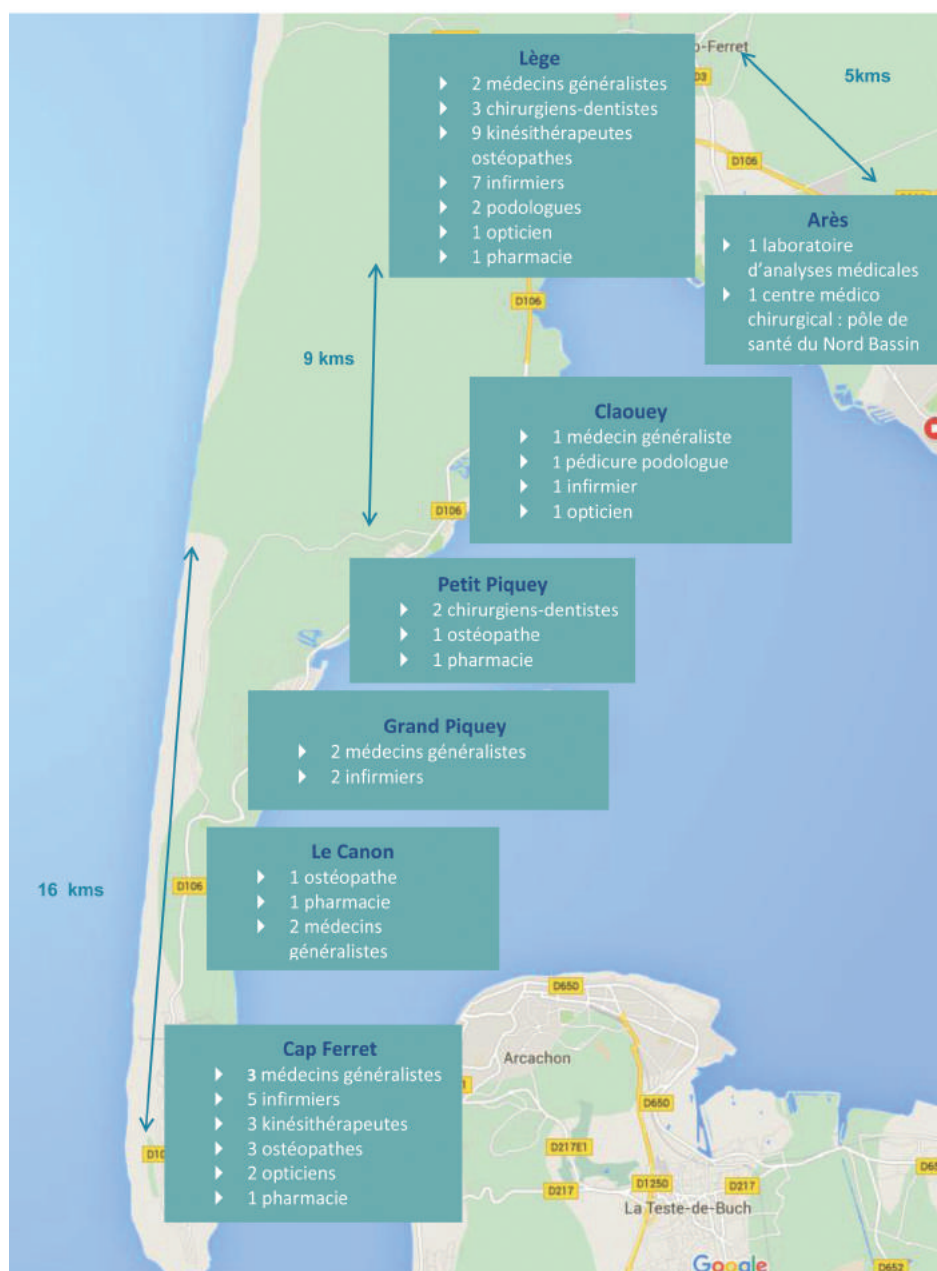 Lège
2 médecins généralistes
3 chirurgiens-dentistes
9 kinésithérapeutes
ostéopathes
7 infirmiers
2 podologues
1 opticien
1 pharmacie
-Ferret
03
5kms
D106
Arès
1 laboratoire
d'analyses médicales
1 centre médico
chirurgical : pôle de
santé du Nord Bassin
D106
9 kms
Claouey
1 médecin généraliste
1 pédicure podologue
1 infirmier
1 opticien
D106
Petit Piquey
2 chirurgiens-dentistes
1 ostéopathe
1 pharmacie
Grand Piquey
2 médecins généralistes
2 infirmiers
Le Canon
1 ostéopathe
1 pharmacie
2 médecins
généralistes
16 kms
D106
D650
Arcachon
Cap Ferret
3 médecins généralistes
5 infirmiers
3 kinésithérapeutes
3 ostéopathes
2 opticiens
1 pharmacie
D650
D217E1
D217
D1250
D217
La Teste-de-Buch
Google
D652